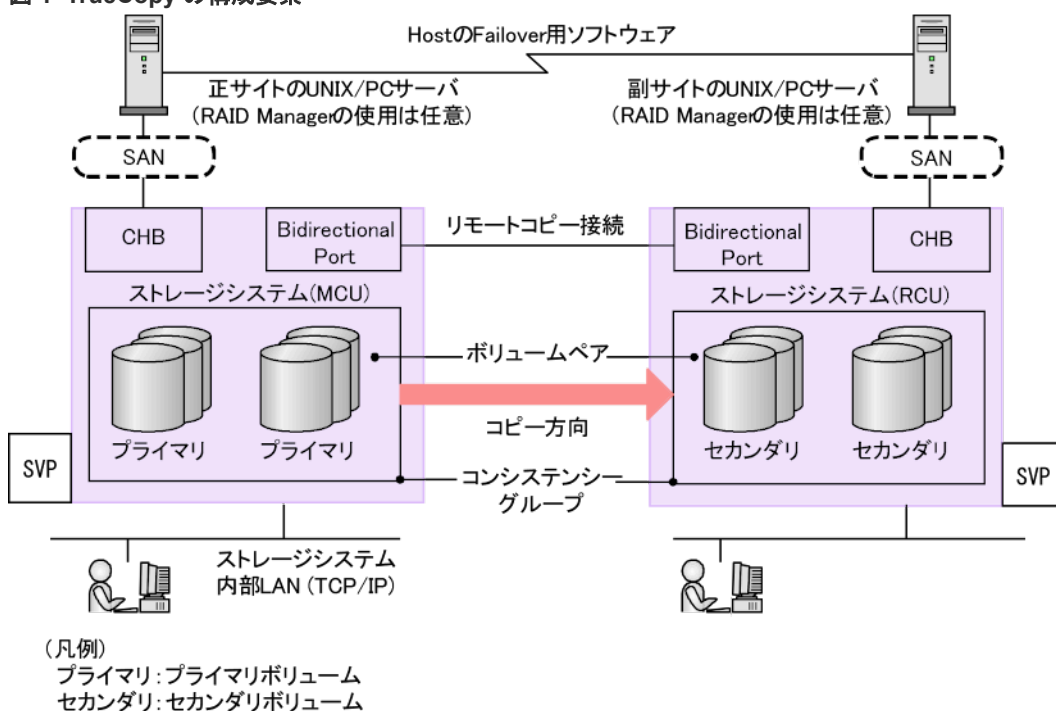 HostのFailover用ソフトウェア
正サイトのUNIX/PCサーバ
(RAID Managerの使用は任意)
副サイトのUNIX/PCサーバ
(RAID Managerの使用は任意)
SAN
SAN
CHB
Bidirectional
Port
リモートコピー接続
Bidirectional
Port
CHB
ストレージシステム(MCU)
ストレージシステム(RCU)
ボリュームペア
コピー方向
プライマリ
プライマリ
セカンダリ
セカンダリ
SVP
コンシステンシー
グループ
SVP
ストレージシステム
内部LAN (TCP/IP)
(凡例)
プライマリ:プライマリボリューム
セカンダリ:セカンダリボリューム